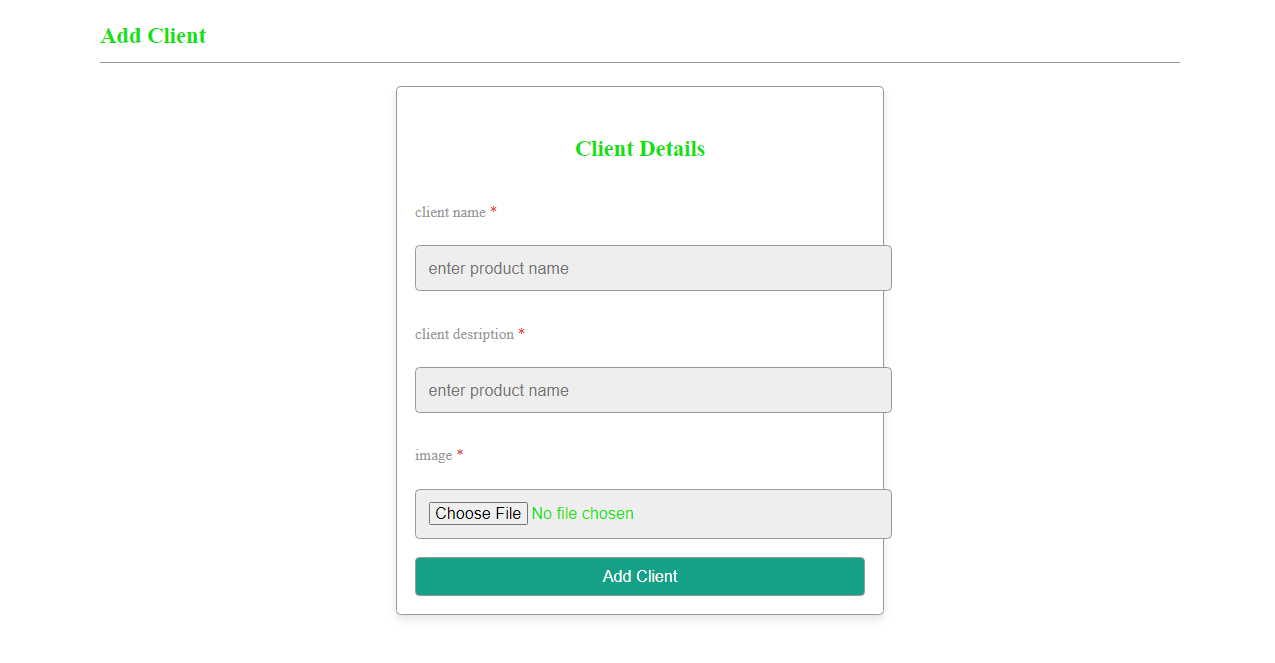 Add Client
Client Details
client name *
enter product name
client desription *
enter product name
image *
Choose File No file chosen
Add Client